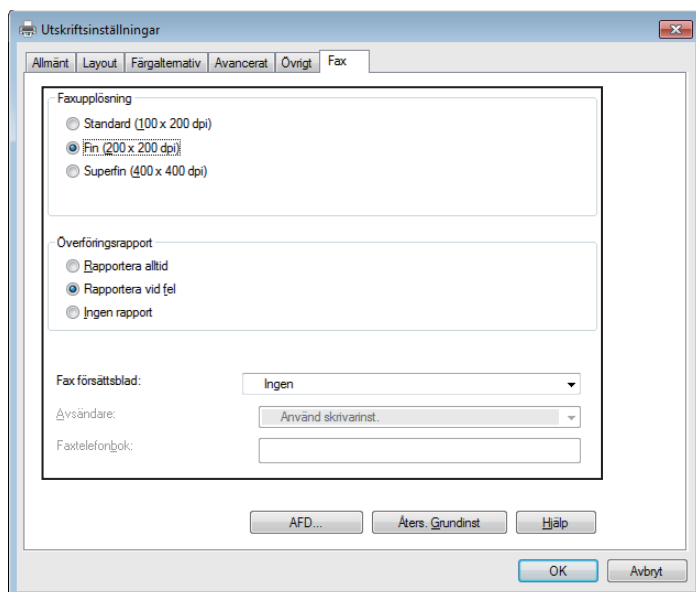 Utskriftsinställningar
Allmänt Layout Färgalternativ Avancerat Övrigt Fax
Faxupplösning
Standard (100 x 200 dpi)
Fin (200 x 200 dpi)
Superfin (400 x 400 dpi)
Överföringsrapport
Rapportera alltid
Rapportera vid fel
Ingen rapport
Fax försättsblad: Ingen
Avsändare: Använd skrivarinst.
Faxtelefonbok:
AFD... Åters. Grundinst Hjälp
OK Avbryt